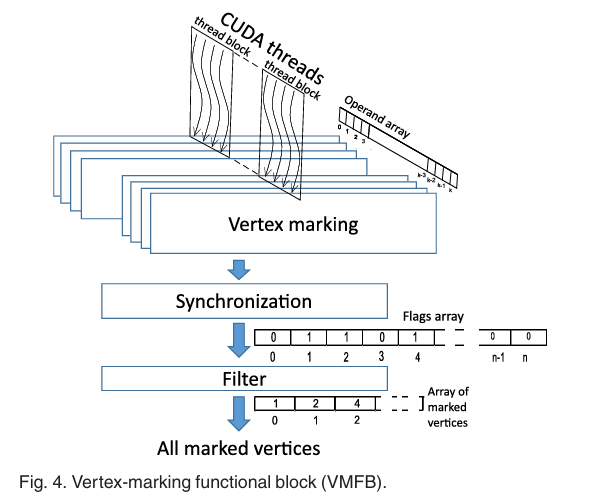 CUDA threads
thread block
thread block
Operand array
0 1 2 3 k-3 k-2 k-1 k
Vertex marking
Synchronization
Flags array
0 1 1 0 1 0 0
0 1 2 3 4 n-1 n
Filter
1 2 4
0 1 2
Array of
marked
vertices
All marked vertices
Fig. 4. Vertex-marking functional block (VMFB).